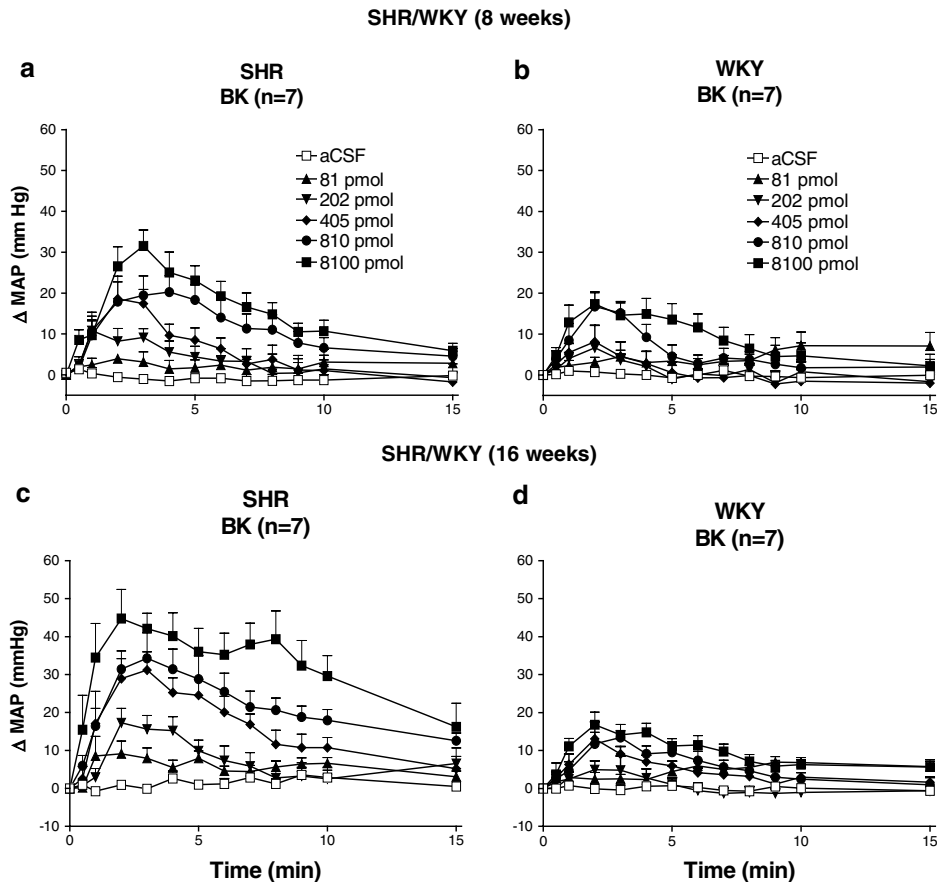 SHR/WKY (8 weeks)
a
SHR
BK (n=7)
b
WKY
BK (n=7)
Δ MAP (mm Hg)
60
50
40
30
20
10
0
-10
0
5
10
15
aCSF
81 pmol
202 pmol
405 pmol
810 pmol
8100 pmol
60
50
40
30
20
10
0
-10
0
5
10
15
aCSF
81 pmol
202 pmol
405 pmol
810 pmol
8100 pmol
SHR/WKY (16 weeks)
c
SHR
BK (n=7)
d
WKY
BK (n=7)
Δ MAP (mmHg)
60
50
40
30
20
10
0
-10
0
5
10
15
Time (min)
60
50
40
30
20
10
0
-10
0
5
10
15
Time (min)